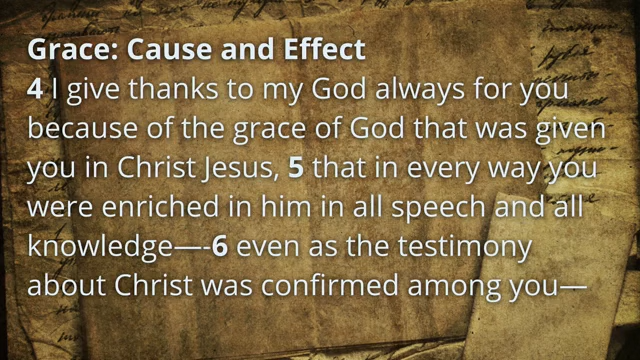 Grace: Cause and Effect
4 I give thanks to my God always for you
because of the grace of God that was given
you in Christ Jesus, 5 that in every way you
were enriched in him in all speech and all
knowledge—-6 even as the testimony
about Christ was confirmed among you—